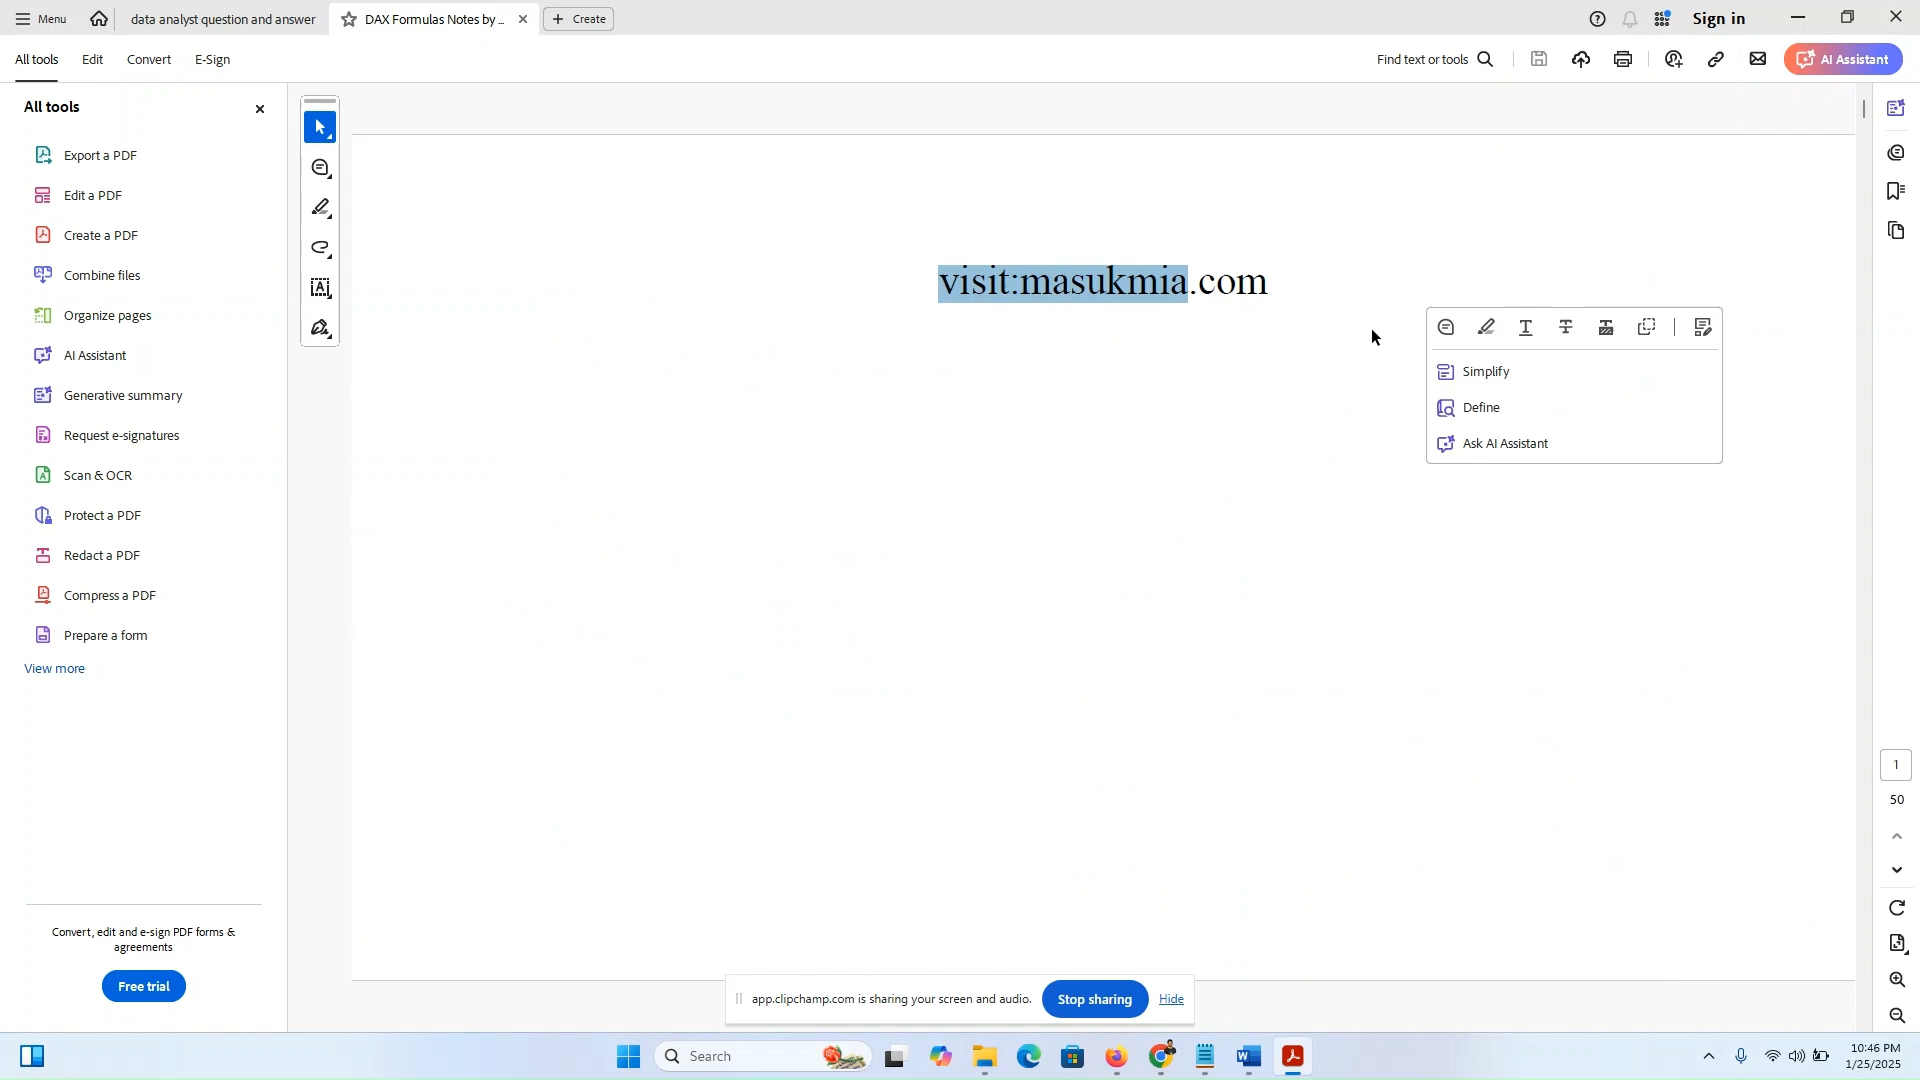 Menu
data analyst question and answer
DAX Formulas Notes by ...
Create
Sign in
All tools
Edit
Convert
E-Sign
Find text or tools
AI Assistant
All tools
Export a PDF
Edit a PDF
Create a PDF
Combine files
Organize pages
AI Assistant
Generative summary
Request e-signatures
Scan & OCR
Protect a PDF
Redact a PDF
Compress a PDF
Prepare a form
View more
Convert, edit and e-sign PDF forms &
agreements
Free trial
visit:masukmia.com
Simplify
Define
Ask AI Assistant
1
50
app.clipchamp.com is sharing your screen and audio.
Stop sharing
Hide
Search
10:46 PM
1/25/2025